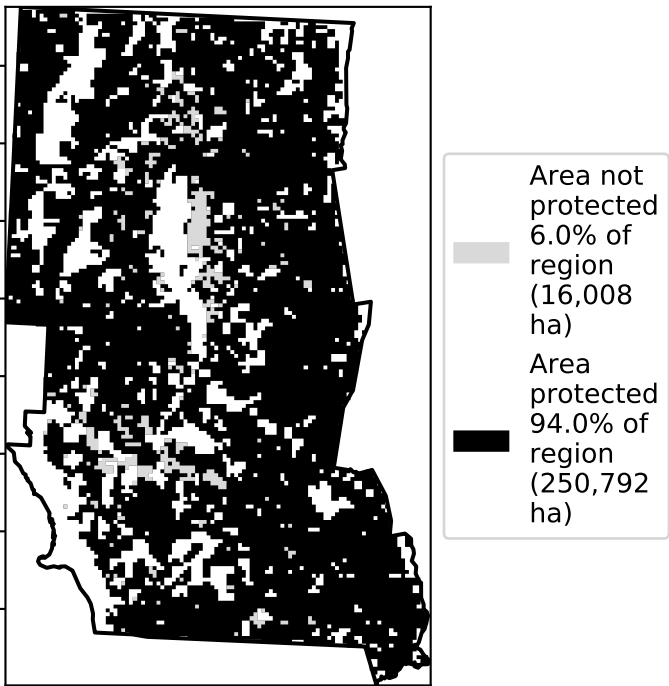 Area not
protected
6.0% of
region
(16,008
ha)
Area
protected
94.0% of
region
(250,792
ha)